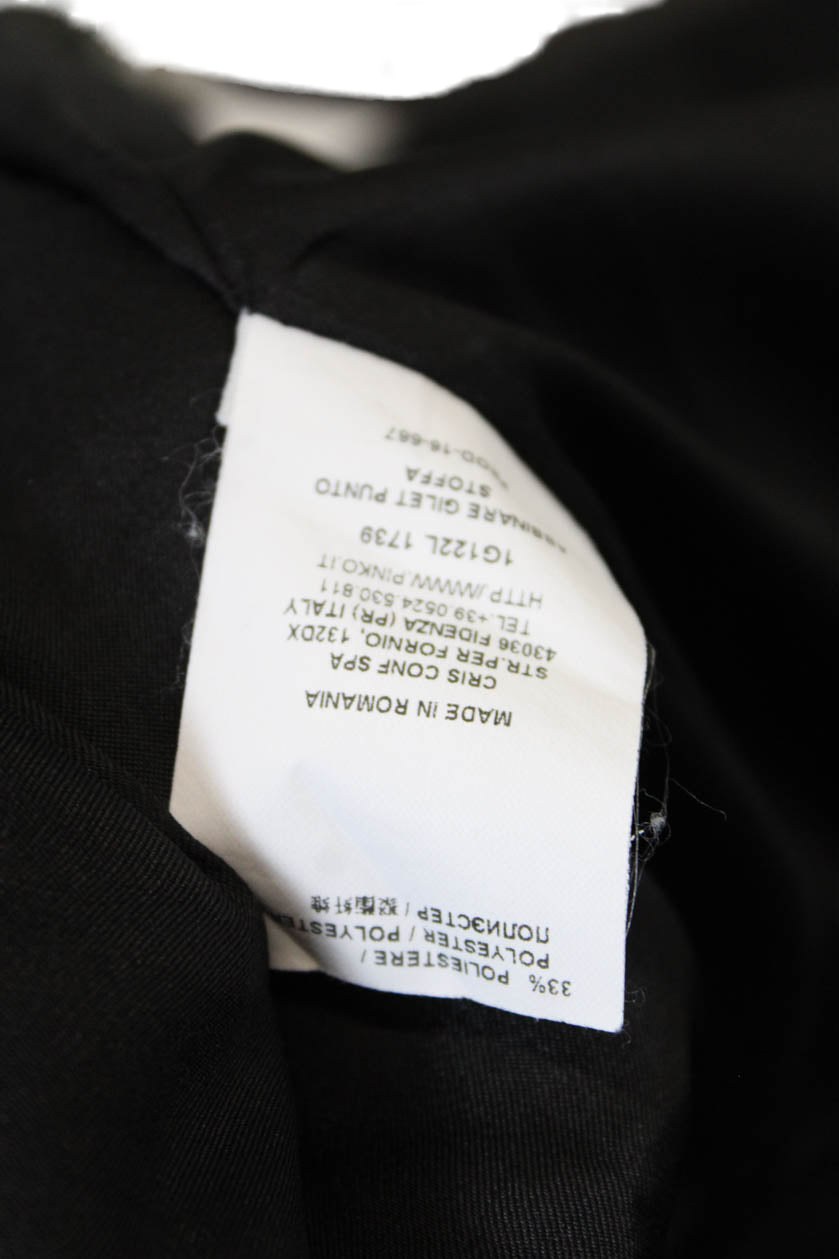 33% POLIESTERE /
POLYESTER / POLYESTER
ПОЛИЭСТЕР / 聚酯纤维
MADE IN ROMANIA
CRIS CONF SPA
STR.PER FORNIO, 132DX
43036 FIDENZA (PR) ITALY
TEL.+39 0524.530.811
HTTP://WWW.PINKO.IT
1G122L 1739
GILET PUNTO
STOFFA